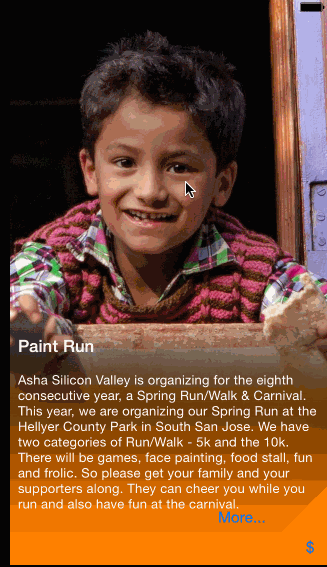 Paint Run
Asha Silicon Valley is organizing for the eighth
consecutive year, a Spring Run/Walk & Carnival.
This year, we are organizing our Spring Run at the
Hellyer County Park in South San Jose. We have
two categories of Run/Walk - 5k and the 10k.
There will be games, face painting, food stall, fun
and frolic. So please get your family and your
supporters along. They can cheer you while you
run and also have fun at the carnival.
More...
$